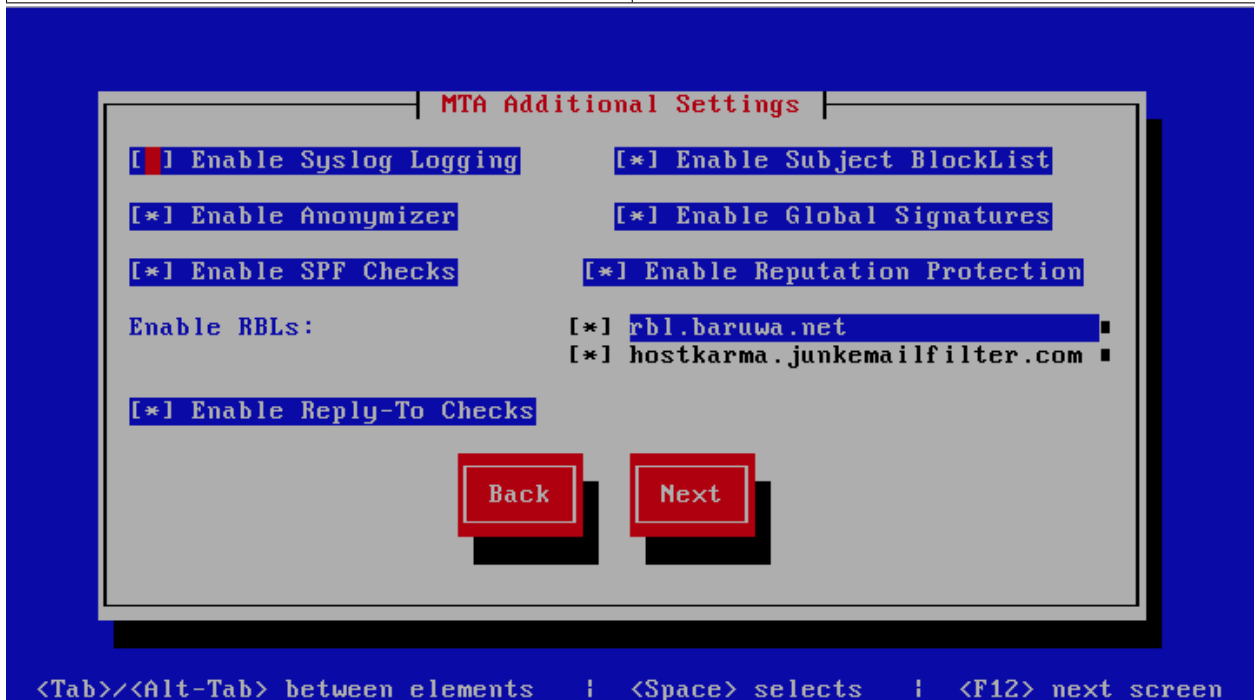 MTA Additional Settings
[ ] Enable Syslog Logging [*] Enable Subject BlockList
[*] Enable Anonymizer [*] Enable Global Signatures
[*] Enable SPF Checks [*] Enable Reputation Protection
Enable RBLs: [*] rbl.baruwa.net
[*] hostkarma.junkemailfilter.com
[*] Enable Reply-To Checks
Back Next
<Tab>/<Alt-Tab> between elements | <Space> selects | <F12> next screen